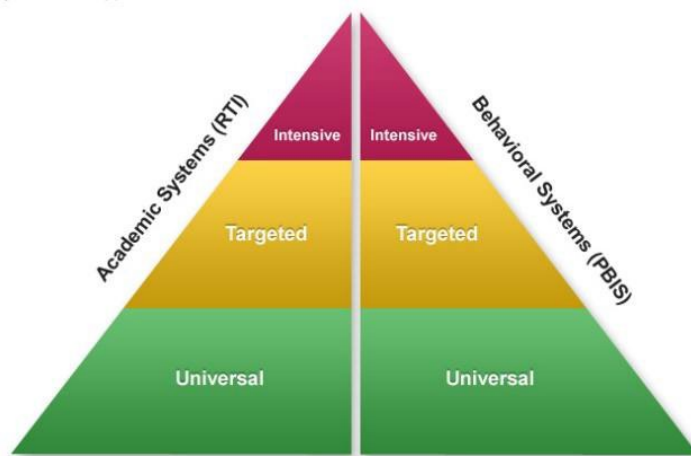 Academic Systems (RTI)
Behavioral Systems (PBIS)
Intensive
Intensive
Targeted
Targeted
Universal
Universal